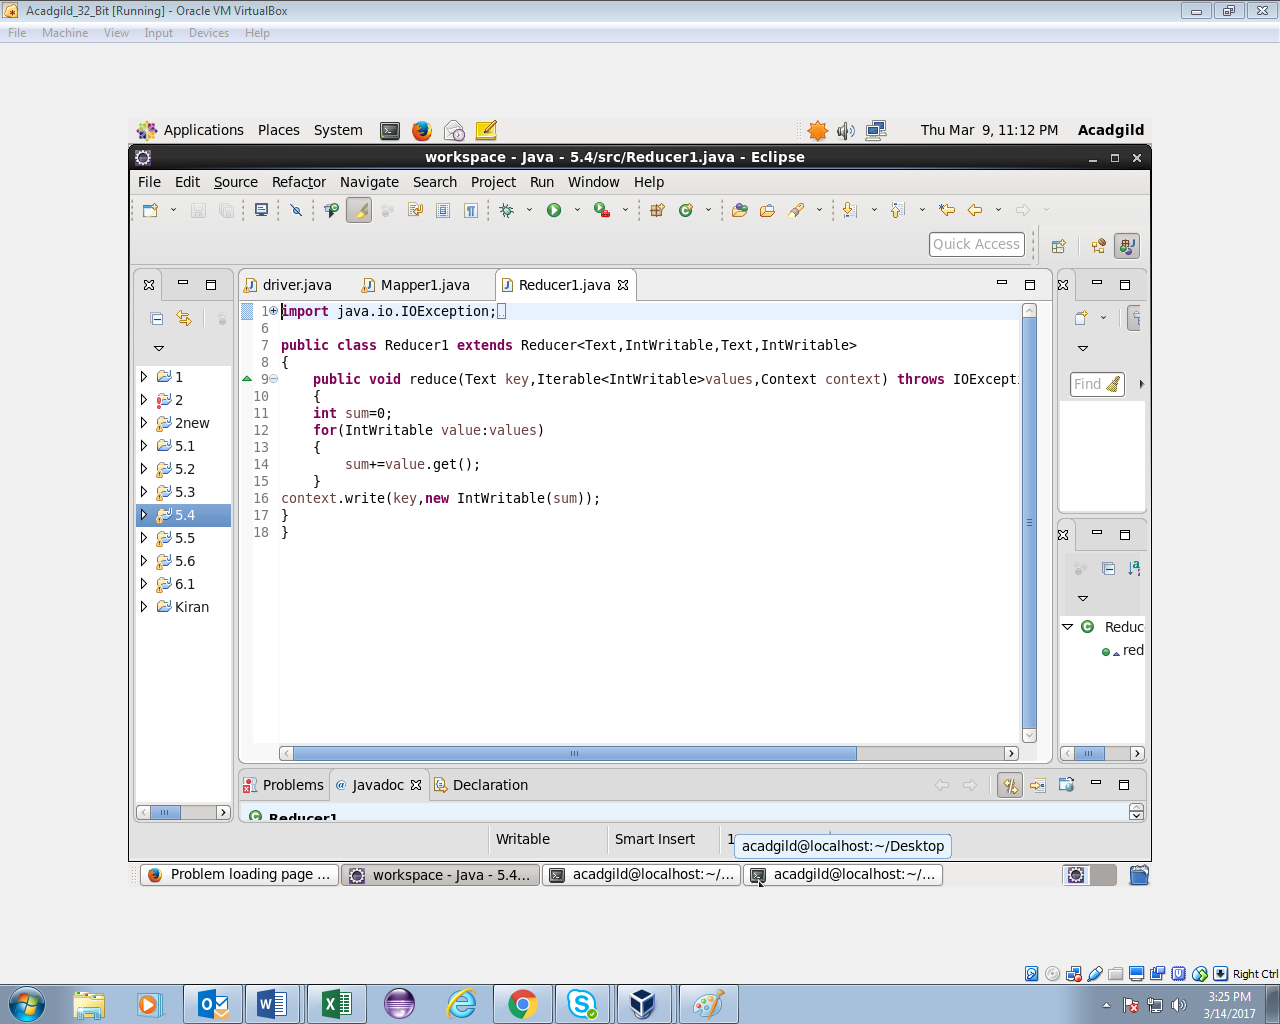 Acadgild_32_Bit [Running] - Oracle VM VirtualBox
File Machine View Input Devices Help
Applications Places System
Thu Mar 9, 11:12 PM Acadgild
workspace - Java - 5.4/src/Reducer1.java - Eclipse
File Edit Source Refactor Navigate Search Project Run Window Help
Quick Access
driver.java Mapper1.java Reducer1.java
1 import java.io.IOException;
6
7 public class Reducer1 extends Reducer<Text,IntWritable,Text,IntWritable>
8 {
9 public void reduce(Text key,Iterable<IntWritable>values,Context context) throws IOExcepti
10 {
11 int sum=0;
12 for(IntWritable value:values)
13 {
14 sum+=value.get();
15 }
16 context.write(key,new IntWritable(sum));
17 }
18 }
1
2
2new
5.1
5.2
5.3
5.4
5.5
5.6
6.1
Kiran
Find
Reduc
red
Problems @ Javadoc Declaration
Reducer1
Writable Smart Insert 1
acadgild@localhost:~/Desktop
Problem loading page ... workspace - Java - 5.4... acadgild@localhost:~/... acadgild@localhost:~/...
Right Ctrl
3:25 PM
3/14/2017